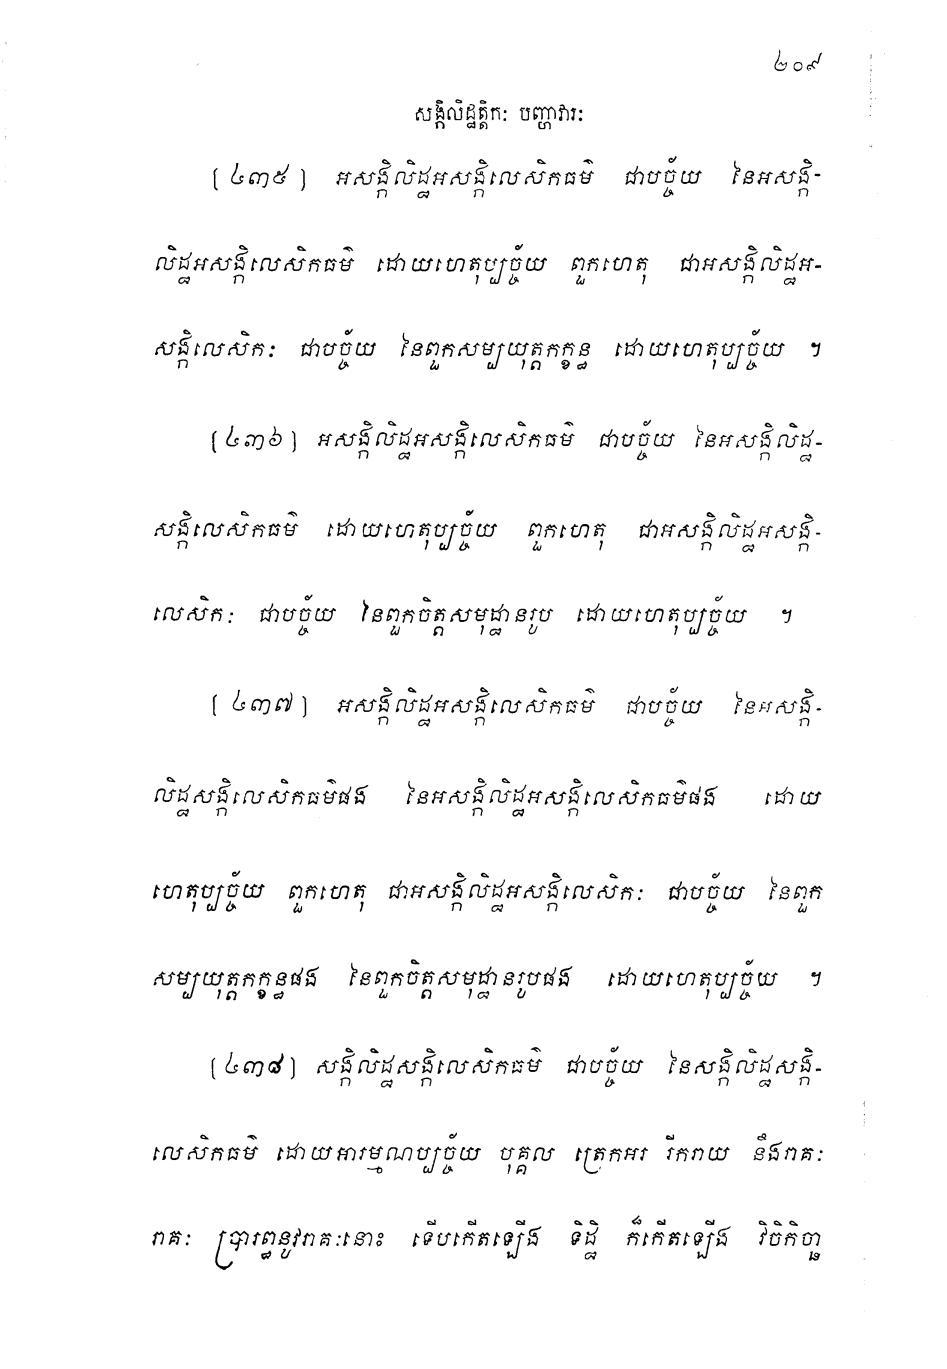 ២០៩
សង្កិលិដ្ឋត្តិកៈ បញ្ហាវារៈ
[៤៣៥] អសង្កិលិដ្ឋអសង្កិលេសិកធម៌ ជាបច្ច័យ នៃអសង្កិ-
លិដ្ឋអសង្កិលេសិកធម៌ ដោយហេតុប្បច្ច័យ ពួកហេតុ ជាអសង្កិលិដ្ឋអ-
សង្កិលេសិកៈ ជាបច្ច័យ នៃពួកសម្បយុត្តកក្ខន្ធ ដោយហេតុប្បច្ច័យ ។
[៤៣៦] អសង្កិលិដ្ឋអសង្កិលេសិកធម៌ ជាបច្ច័យ នៃអសង្កិលិដ្ឋ-
សង្កិលេសិកធម៌ ដោយហេតុប្បច្ច័យ ពួកហេតុ ជាអសង្កិលិដ្ឋអសង្កិ-
លេសិកៈ ជាបច្ច័យ នៃពួកចិត្តសមុដ្ឋានរូប ដោយហេតុប្បច្ច័យ ។
[៤៣៧] អសង្កិលិដ្ឋអសង្កិលេសិកធម៌ ជាបច្ច័យ នៃអសង្កិ-
លិដ្ឋសង្កិលេសិកធម៌ផង នៃអសង្កិលិដ្ឋអសង្កិលេសិកធម៌ផង ដោយ
ហេតុប្បច្ច័យ ពួកហេតុ ជាអសង្កិលិដ្ឋអសង្កិលេសិកៈ ជាបច្ច័យ នៃពួក
សម្បយុត្តកក្ខន្ធផង នៃពួកចិត្តសមុដ្ឋានរូបផង ដោយហេតុប្បច្ច័យ ។
[៤៣៨] សង្កិលិដ្ឋសង្កិលេសិកធម៌ ជាបច្ច័យ នៃសង្កិលិដ្ឋសង្កិ-
លេសិកធម៌ ដោយអារម្មណប្បច្ច័យ បុគ្គល ត្រេកអរ រីករាយ នឹងរាគៈ
រាគៈ ប្រារព្ធនូវរាគៈនោះ ទើបកើតឡើង ទិដ្ឋិ ក៏កើតឡើង វិចិកិច្ឆា